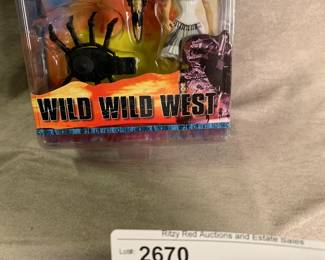 WILD WILD WEST
Ritzy Red Auctions and Estate Sales
Lot#: 2670